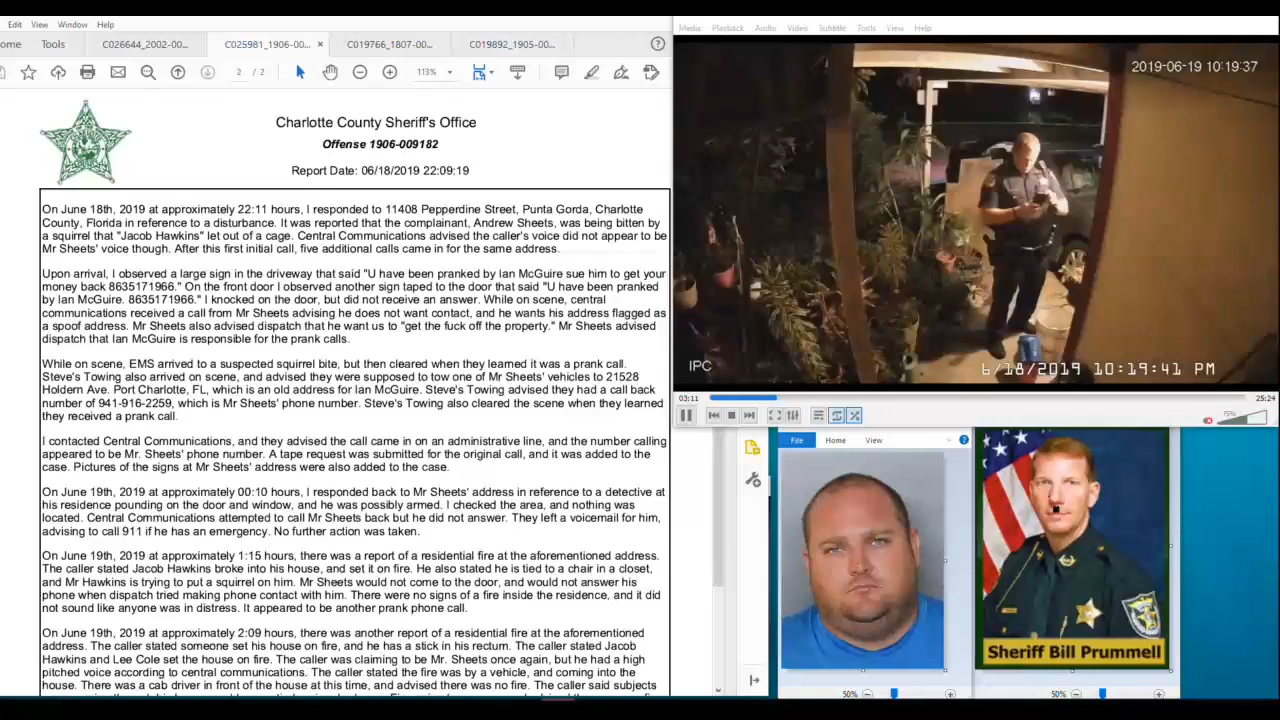 Edit View Window Help
ome Tools C026644_2002-00... C025981_1906-00... × C019766_1807-00... C019892_1905-00...
2 / 2 113%
Charlotte County Sheriff's Office
Offense 1906-009182
Report Date: 06/18/2019 22:09:19
On June 18th, 2019 at approximately 22:11 hours, I responded to 11408 Pepperdine Street, Punta Gorda, Charlotte
County, Florida in reference to a disturbance. It was reported that the complainant, Andrew Sheets, was being bitten by
a squirrel that "Jacob Hawkins" let out of a cage. Central Communications advised the caller's voice did not appear to be
Mr Sheets' voice though. After this first initial call, five additional calls came in for the same address.
Upon arrival, I observed a large sign in the driveway that said "U have been pranked by Ian McGuire sue him to get your
money back 8635171966." On the front door I observed another sign taped to the door that said "U have been pranked
by Ian McGuire. 8635171966." I knocked on the door, but did not receive an answer. While on scene, central
communications received a call from Mr Sheets advising he does not want contact, and he wants his address flagged as
a spoof address. Mr Sheets also advised dispatch that he want us to "get the fuck off the property." Mr Sheets advised
dispatch that Ian McGuire is responsible for the prank calls.
While on scene, EMS arrived to a suspected squirrel bite, but then cleared when they learned it was a prank call.
Steve's Towing also arrived on scene, and advised they were supposed to tow one of Mr Sheets' vehicles to 21528
Holdern Ave. Port Charlotte, FL, which is an old address for Ian McGuire. Steve's Towing advised they had a call back
number of 941-916-2259, which is Mr Sheets' phone number. Steve's Towing also cleared the scene when they learned
they received a prank call.
I contacted Central Communications, and they advised the call came in on an administrative line, and the number calling
appeared to be Mr. Sheets' phone number. A tape request was submitted for the original call, and it was added to the
case. Pictures of the signs at Mr Sheets' address were also added to the case.
On June 19th, 2019 at approximately 00:10 hours, I responded back to Mr Sheets' address in reference to a detective at
his residence pounding on the door and window, and he was possibly armed. I checked the area, and nothing was
located. Central Communications attempted to call Mr Sheets back but he did not answer. They left a voicemail for him,
advising to call 911 if he has an emergency. No further action was taken.
On June 19th, 2019 at approximately 1:15 hours, there was a report of a residential fire at the aforementioned address.
The caller stated Jacob Hawkins broke into his house, and set it on fire. He also stated he is tied to a chair in a closet,
and Mr Hawkins is trying to put a squirrel on him. Mr Sheets would not come to the door, and would not answer his
phone when dispatch tried making phone contact with him. There were no signs of a fire inside the residence, and it did
not sound like anyone was in distress. It appeared to be another prank phone call.
On June 19th, 2019 at approximately 2:09 hours, there was another report of a residential fire at the aforementioned
address. The caller stated someone set his house on fire, and he has a stick in his rectum. The caller stated Jacob
Hawkins and Lee Cole set the house on fire. The caller was claiming to be Mr. Sheets once again, but he had a high
pitched voice according to central communications. The caller stated the fire was by a vehicle, and coming into the
house. There was a cab driver in front of the house at this time, and advised there was no fire. The caller said subjects
Media Playback Audio Video Subtitle Tools View Help
2019-06-19 10:19:37
IPC
6/18/2019 10:19:41 PM
03:11 25:24
75%
File Home View
Sheriff Bill Prummell
50% 50%